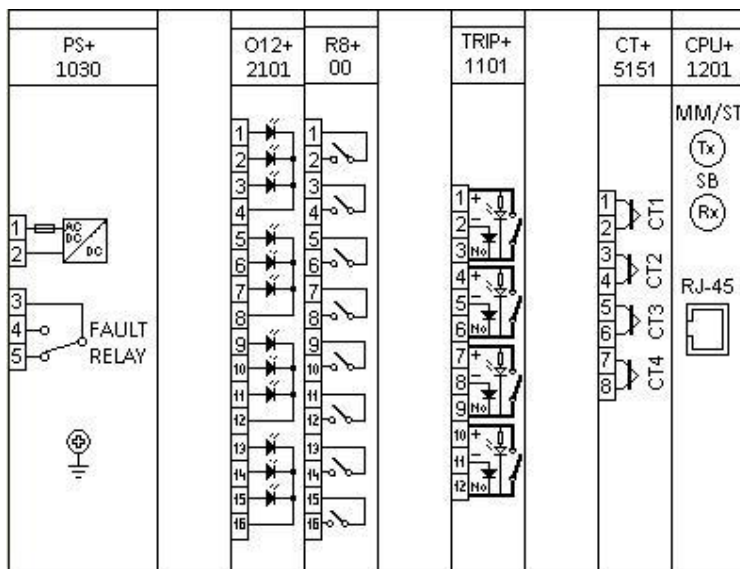 PS+
1030
O12+
2101
R8+
00
TRIP+
1101
CT+
5151
CPU+
1201
1
2
AC
DC
DC
3
4
5
FAULT
RELAY
1
2
3
4
5
6
7
8
9
10
11
12
13
14
15
16
1
2
3
4
5
6
7
8
9
10
11
12
13
14
15
16
1 +
2 -
3 No
4 +
5 -
6 No
7 +
8 -
9 No
10 +
11 -
12 No
1
2
CT1
3
4
CT2
5
6
CT3
7
8
CT4
MM/ST
Tx
SB
Rx
RJ-45